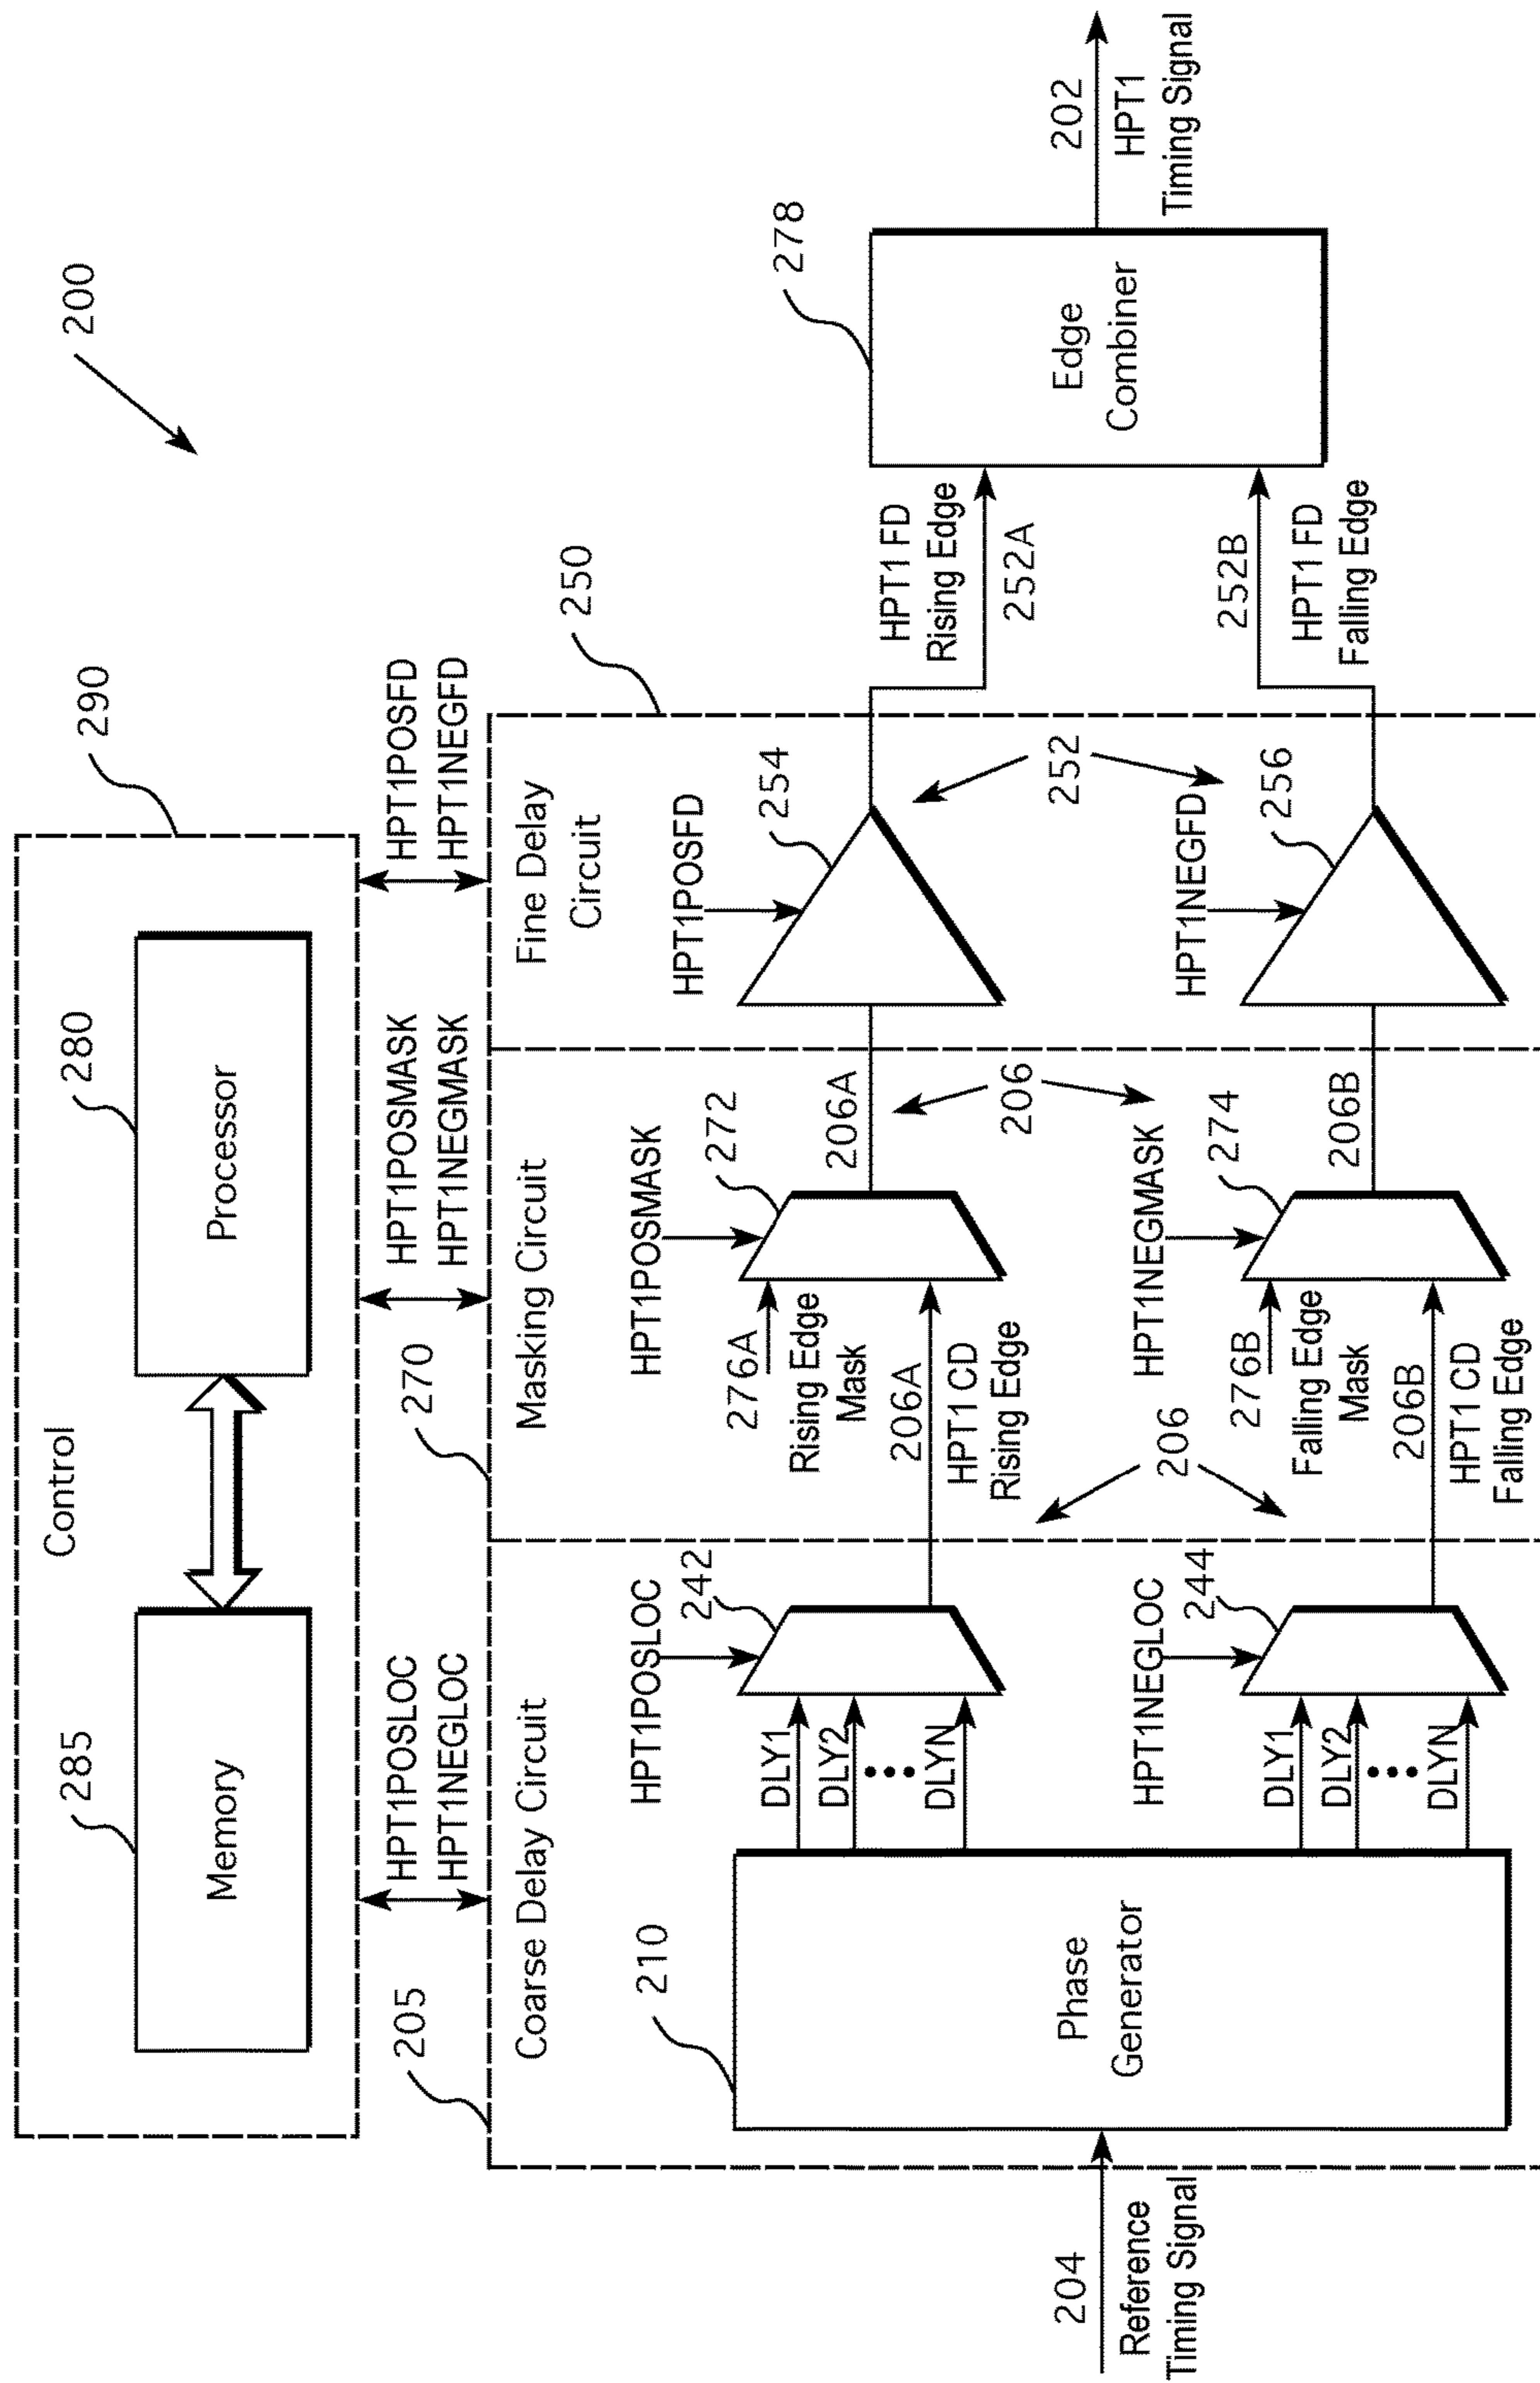 200
290
Control
285
Memory
280
Processor
HPT1POSLOC
HPT1NEGLOC
HPT1POSMASK
HPT1NEGMASK
HPT1POSFD
HPT1NEGFD
205
270
250
Coarse Delay Circuit
Masking Circuit
Fine Delay
Circuit
204
Reference
Timing Signal
210
Phase
Generator
HPT1POSLOC
242
DLY1
DLY2
DLYN
HPT1NEGLOC
244
DLY1
DLY2
DLYN
206
HPT1POSMASK
272
276A
Rising Edge
Mask
206A
HPT1 CD
Rising Edge
206A
206
HPT1NEGMASK
274
276B
Falling Edge
Mask
206B
HPT1 CD
Falling Edge
206B
HPT1POSFD
254
252
HPT1NEGFD
256
HPT1 FD
Rising Edge
252A
252B
HPT1 FD
Falling Edge
278
Edge
Combiner
202
HPT1
Timing Signal